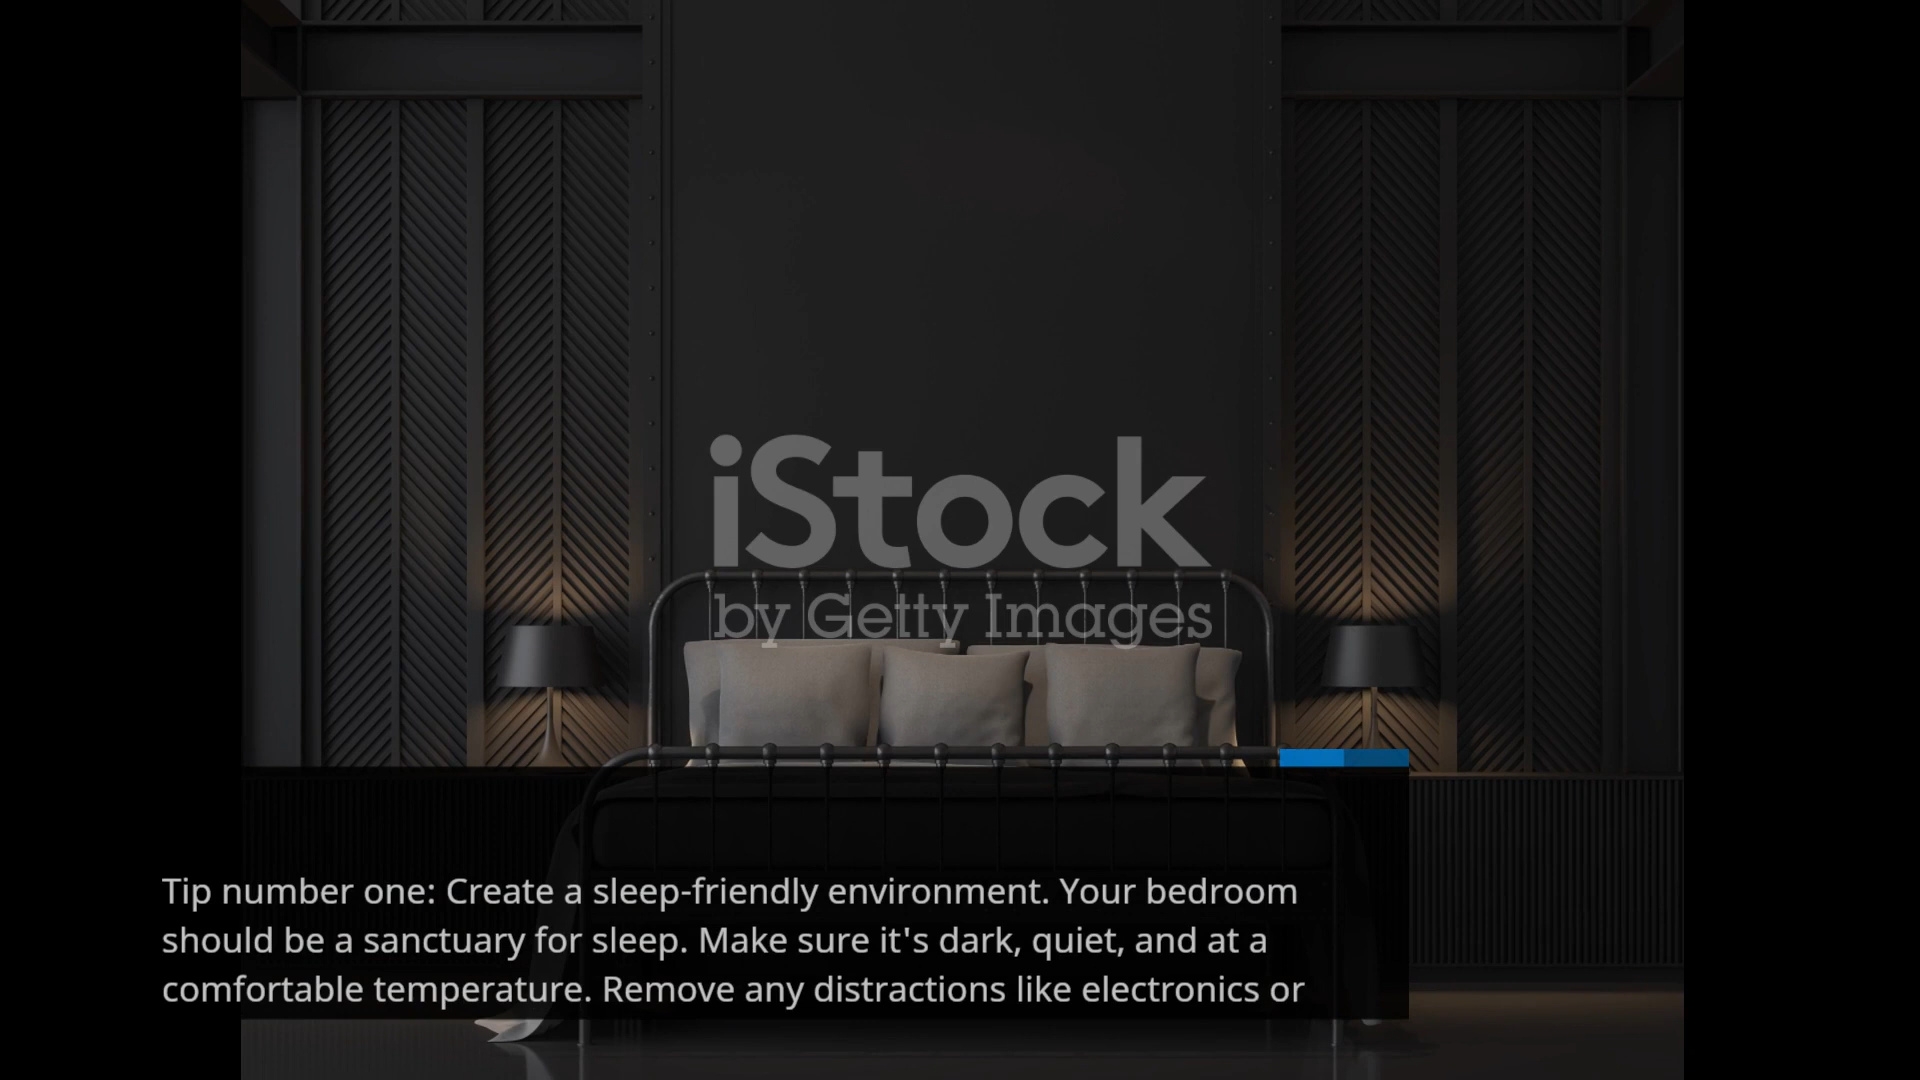 iStock
by Getty Images
Tip number one: Create a sleep-friendly environment. Your bedroom
should be a sanctuary for sleep. Make sure it's dark, quiet, and at a
comfortable temperature. Remove any distractions like electronics or